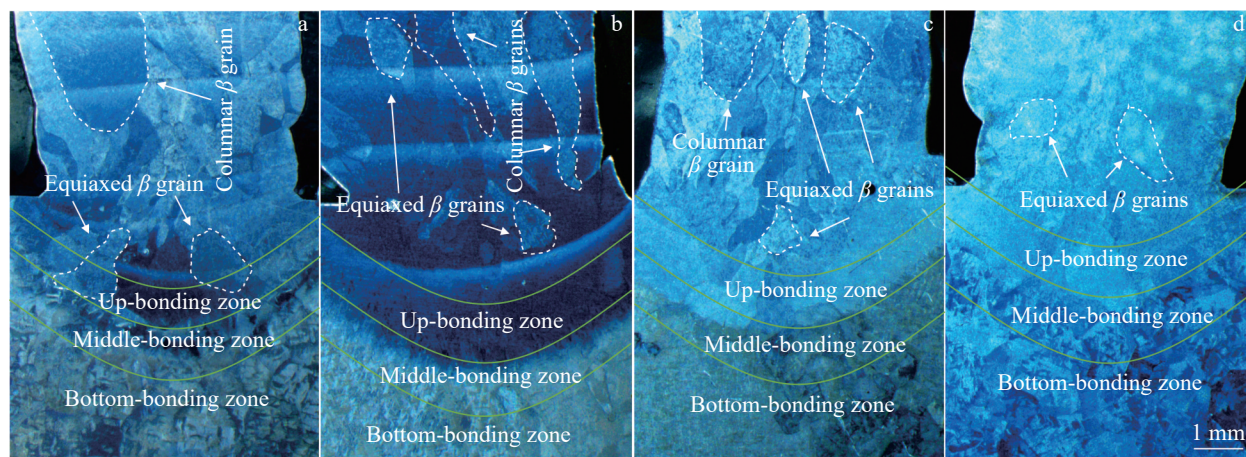 a
Columnar β grain
Equiaxed β grain
Up-bonding zone
Middle-bonding zone
Bottom-bonding zone
b
Columnar β grains
Equiaxed β grains
Up-bonding zone
Middle-bonding zone
Bottom-bonding zone
c
Columnar
β grain
Equiaxed β grains
Up-bonding zone
Middle-bonding zone
Bottom-bonding zone
d
Equiaxed β grains
Up-bonding zone
Middle-bonding zone
Bottom-bonding zone
1 mm